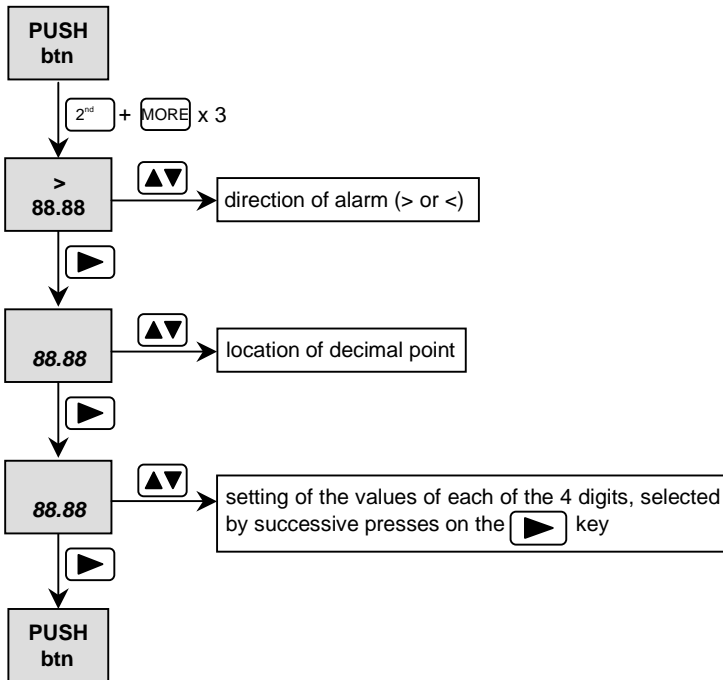 PUSH
btn
2nd + MORE x 3
>
88.88
direction of alarm (> or <)
88.88
location of decimal point
88.88
setting of the values of each of the 4 digits, selected
by successive presses on the key
PUSH
btn